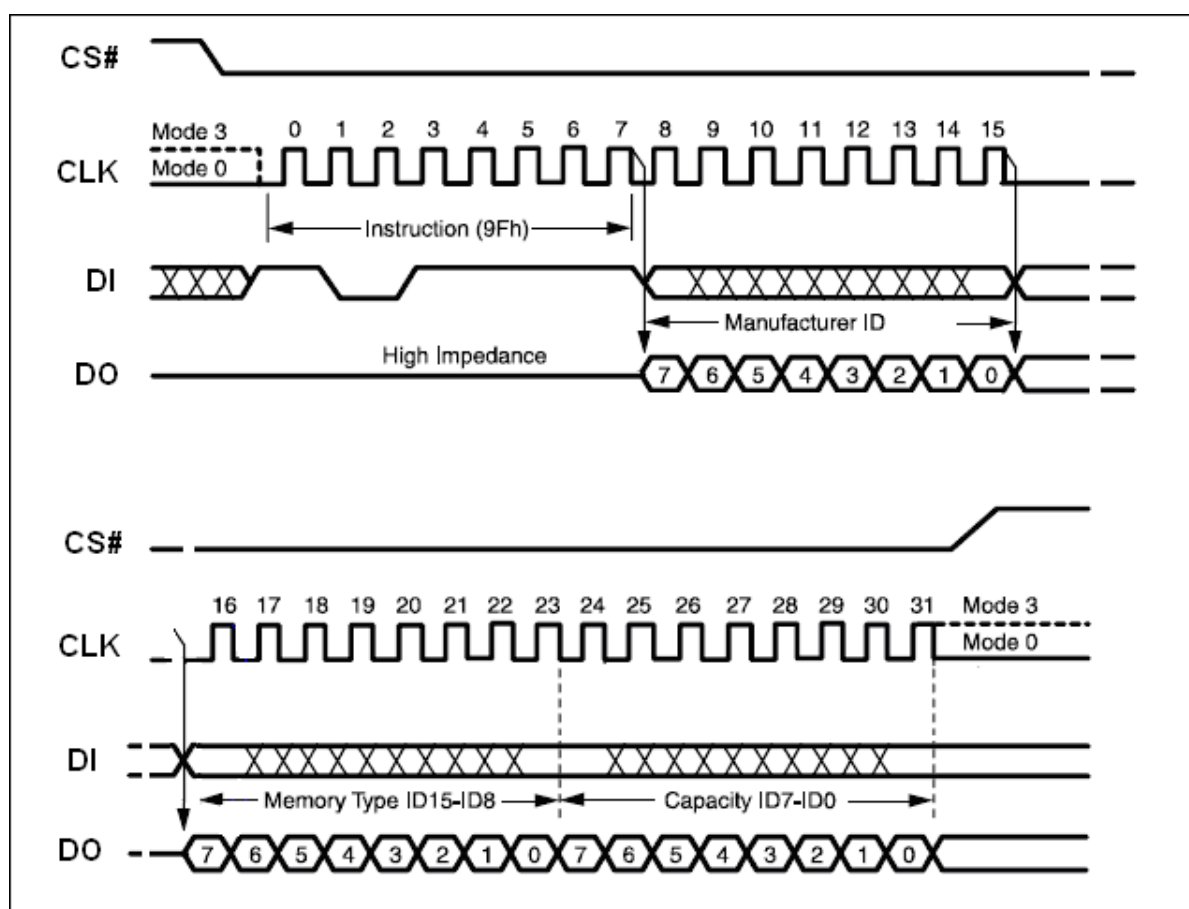 CS#
Mode 3 0 1 2 3 4 5 6 7 8 9 10 11 12 13 14 15
CLK Mode 0
Instruction (9Fh)
DI
Manufacturer ID
High Impedance
DO 7 6 5 4 3 2 1 0
CS#
16 17 18 19 20 21 22 23 24 25 26 27 28 29 30 31 Mode 3
CLK Mode 0
DI
Memory Type ID15-ID8 Capacity ID7-ID0
DO 7 6 5 4 3 2 1 0 7 6 5 4 3 2 1 0